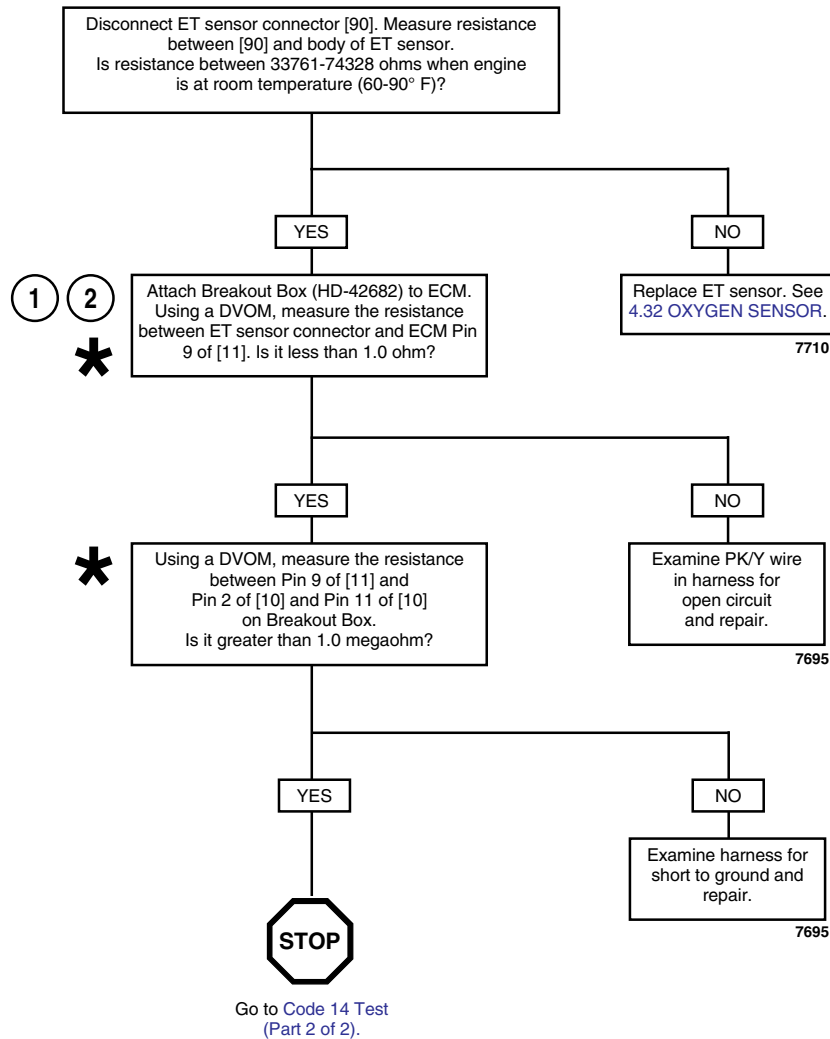 Disconnect ET sensor connector [90]. Measure resistance
between [90] and body of ET sensor.
Is resistance between 33761-74328 ohms when engine
is at room temperature (60-90° F)?
YES
NO
1 2
*
Attach Breakout Box (HD-42682) to ECM.
Using a DVOM, measure the resistance
between ET sensor connector and ECM Pin
9 of [11]. Is it less than 1.0 ohm?
Replace ET sensor. See
4.32 OXYGEN SENSOR.
7710
YES
NO
*
Using a DVOM, measure the resistance
between Pin 9 of [11] and
Pin 2 of [10] and Pin 11 of [10]
on Breakout Box.
Is it greater than 1.0 megaohm?
Examine PK/Y wire
in harness for
open circuit
and repair.
7695
YES
NO
Examine harness for
short to ground and
repair.
7695
STOP
Go to Code 14 Test
(Part 2 of 2).